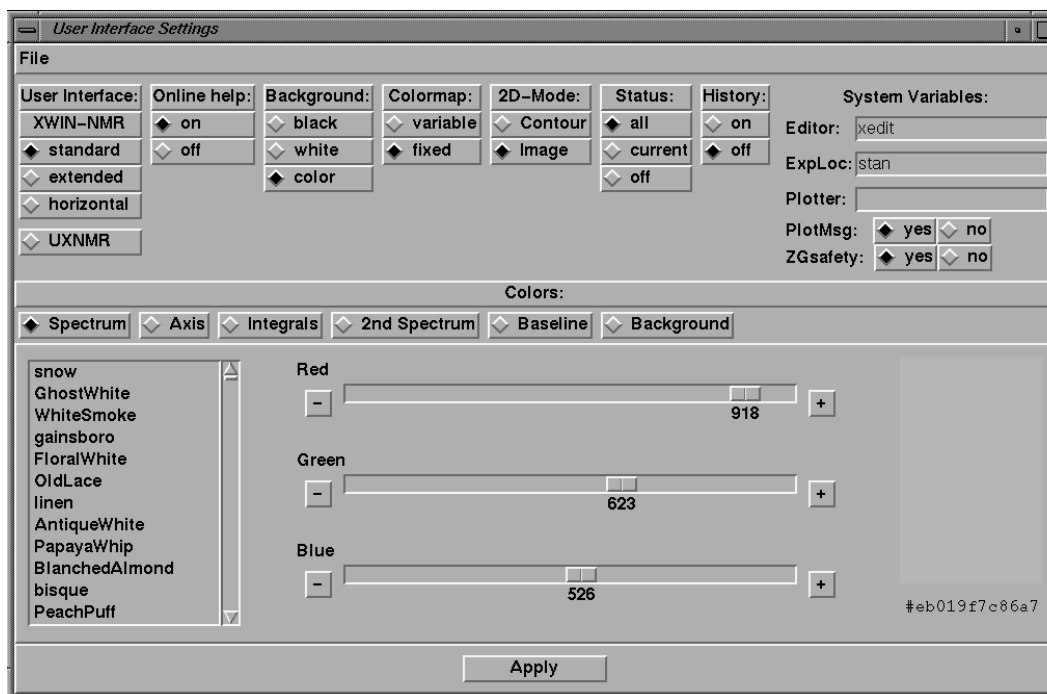 User Interface Settings
File
User Interface: Online help: Background: Colormap: 2D-Mode: Status: History: System Variables:
XWIN-NMR on black variable Contour all on Editor: xedit
standard off white fixed Image current off ExpLoc: stan
extended color off
horizontal Plotter:
UXNMR PlotMsg: yes no
ZGsafety: yes no
Colors:
Spectrum Axis Integrals 2nd Spectrum Baseline Background
snow
GhostWhite
WhiteSmoke
gainsboro
FloralWhite
OldLace
linen
AntiqueWhite
PapayaWhip
BlanchedAlmond
bisque
PeachPuff
Red
- +
918
Green
- +
623
Blue
- +
526
#eb019f7c86a7
Apply